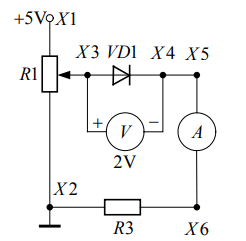 +5V X1
X3 VD1 X4 X5
R1
+ V −
A
2V
X2
R3 X6